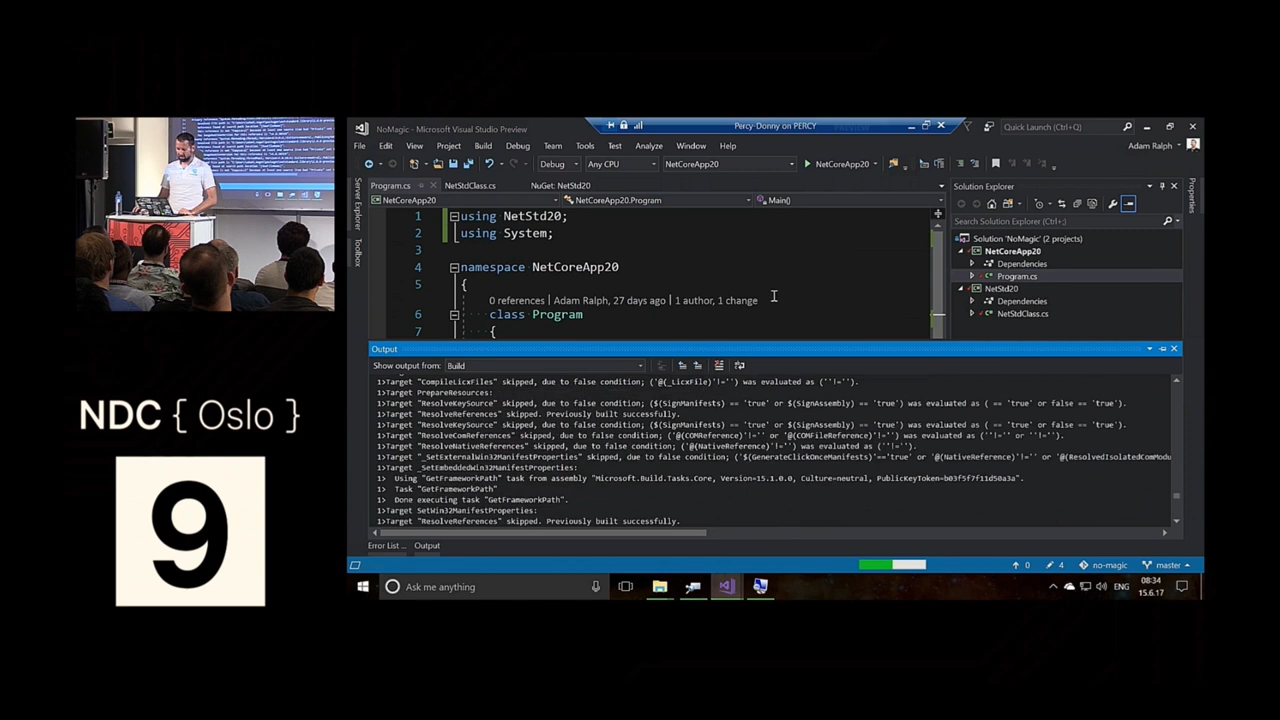 NoMagic - Microsoft Visual Studio Preview
Percy-Donny on PERCY
Quick Launch (Ctrl+Q)
File Edit View Project Build Debug Team Tools Test Analyze Window Help
Adam Ralph
Debug Any CPU NetCoreApp20 NetCoreApp20
Server Explorer
Toolbox
Program.cs NetStdClass.cs NuGet: NetStd20
NetCoreApp20 NetCoreApp20.Program Main()
1 using NetStd20;
2 using System;
3
4 namespace NetCoreApp20
5 {
0 references | Adam Ralph, 27 days ago | 1 author, 1 change
6 class Program
7 {
Solution Explorer
Search Solution Explorer (Ctrl+;)
Solution 'NoMagic' (2 projects)
NetCoreApp20
Dependencies
Program.cs
NetStd20
Dependencies
NetStdClass.cs
Properties
Output
Show output from: Build
1>Target "CompileLicxFiles" skipped, due to false condition; ('@(_LicxFile)'!='') was evaluated as (''!='').
1>Target PrepareResources:
1>Target "ResolveKeySource" skipped, due to false condition; ($(SignManifests) == 'true' or $(SignAssembly) == 'true') was evaluated as ( == 'true' or false == 'true').
1>Target "ResolveReferences" skipped. Previously built successfully.
1>Target "ResolveKeySource" skipped, due to false condition; ($(SignManifests) == 'true' or $(SignAssembly) == 'true') was evaluated as ( == 'true' or false == 'true').
1>Target "ResolveComReferences" skipped, due to false condition; ('@(COMReference)'!='' or '@(COMFileReference)'!='') was evaluated as (''!='' or ''!='').
1>Target "ResolveNativeReferences" skipped, due to false condition; ('@(NativeReference)'!='') was evaluated as (''!='').
1>Target "_SetExternalWin32ManifestProperties" skipped, due to false condition; ('$(GenerateClickOnceManifests)'=='true' or '@(NativeReference)'!='' or '@(ResolvedIsolatedComModu
1>Target _SetEmbeddedWin32ManifestProperties:
1> Using "GetFrameworkPath" task from assembly "Microsoft.Build.Tasks.Core, Version=15.1.0.0, Culture=neutral, PublicKeyToken=b03f5f7f11d50a3a".
1> Task "GetFrameworkPath"
1> Done executing task "GetFrameworkPath".
1>Target SetWin32ManifestProperties:
1>Target "ResolveReferences" skipped. Previously built successfully.
Error List ... Output
0 4 no-magic master
Ask me anything
ENG
08:34
15.6.17
NDC { Oslo }
9